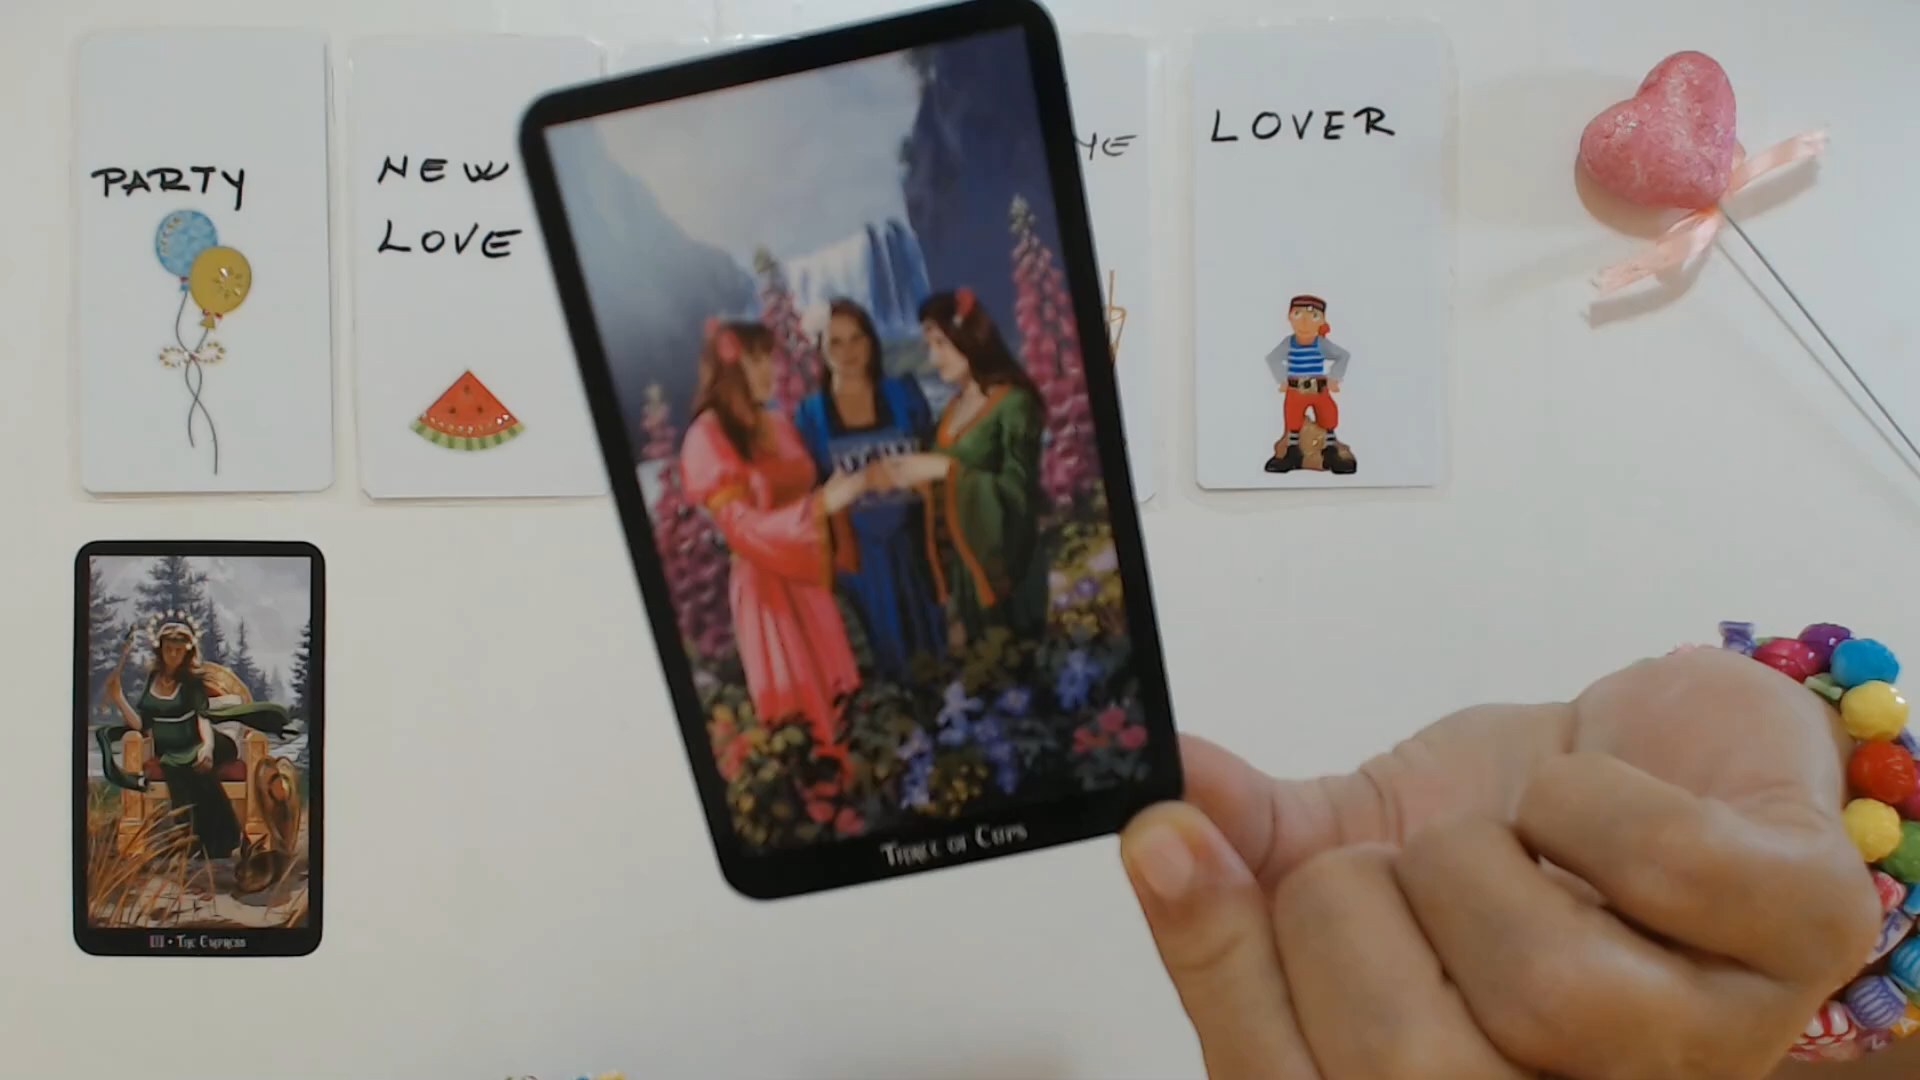 PARTY
NEW
LOVE
LOVER
THREE OF CUPS
III • THE EMPRESS